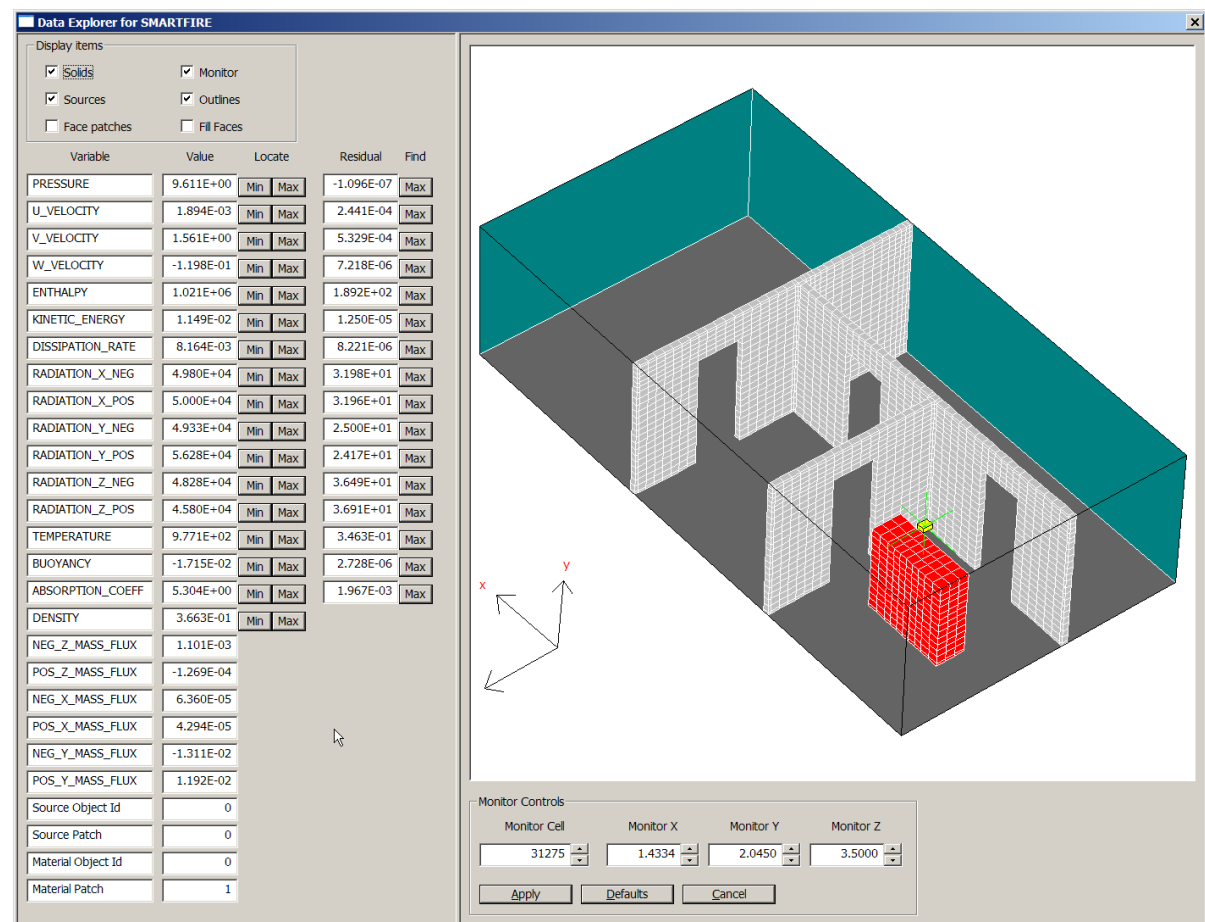 Data Explorer for SMARTFIRE
Display items
Solids Monitor
Sources Outlines
Face patches Fill Faces
Variable Value Locate Residual Find
PRESSURE 9.611E+00 Min Max -1.096E-07 Max
U_VELOCITY 1.894E-03 Min Max 2.441E-04 Max
V_VELOCITY 1.561E+00 Min Max 5.329E-04 Max
W_VELOCITY -1.198E-01 Min Max 7.218E-06 Max
ENTHALPY 1.021E+06 Min Max 1.892E+02 Max
KINETIC_ENERGY 1.149E-02 Min Max 1.250E-05 Max
DISSIPATION_RATE 8.164E-03 Min Max 8.221E-06 Max
RADIATION_X_NEG 4.980E+04 Min Max 3.198E+01 Max
RADIATION_X_POS 5.000E+04 Min Max 3.196E+01 Max
RADIATION_Y_NEG 4.933E+04 Min Max 2.500E+01 Max
RADIATION_Y_POS 5.628E+04 Min Max 2.417E+01 Max
RADIATION_Z_NEG 4.828E+04 Min Max 3.649E+01 Max
RADIATION_Z_POS 4.580E+04 Min Max 3.691E+01 Max
TEMPERATURE 9.771E+02 Min Max 3.463E-01 Max
BUOYANCY -1.715E-02 Min Max 2.728E-06 Max
ABSORPTION_COEFF 5.304E+00 Min Max 1.967E-03 Max
DENSITY 3.663E-01 Min Max
NEG_Z_MASS_FLUX 1.101E-03
POS_Z_MASS_FLUX -1.269E-04
NEG_X_MASS_FLUX 6.360E-05
POS_X_MASS_FLUX 4.294E-05
NEG_Y_MASS_FLUX -1.311E-02
POS_Y_MASS_FLUX 1.192E-02
Source Object Id 0
Source Patch 0
Material Object Id 0
Material Patch 1
x
y
Monitor Controls
Monitor Cell Monitor X Monitor Y Monitor Z
31275 1.4334 2.0450 3.5000
Apply Defaults Cancel